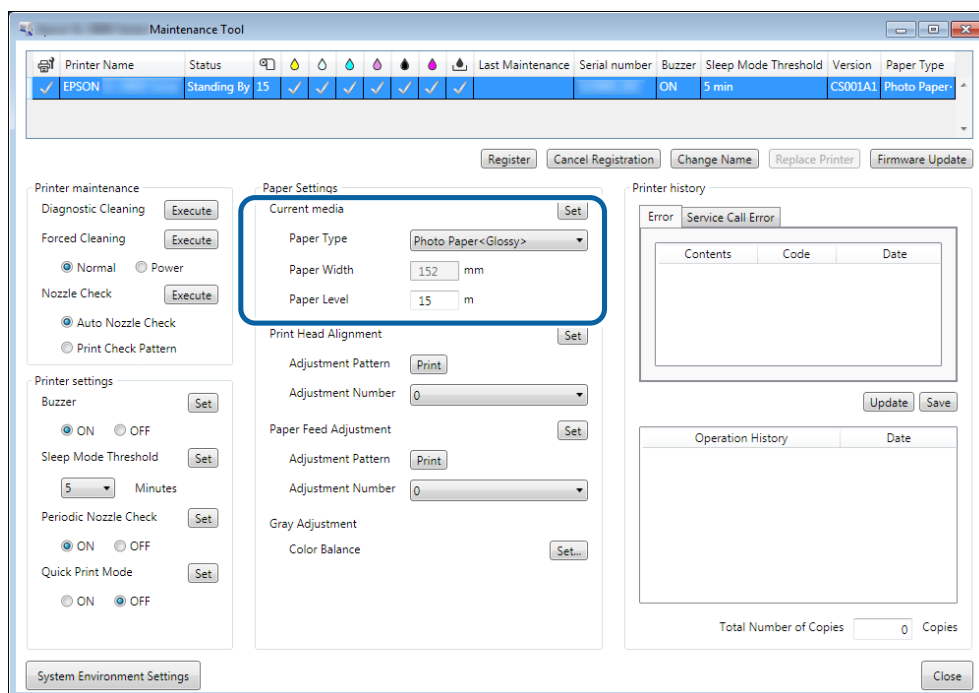 Maintenance Tool
Printer Name Status Last Maintenance Serial number Buzzer Sleep Mode Threshold Version Paper Type
EPSON Standing By 15 ON 5 min CS001A1 Photo Paper
Register Cancel Registration Change Name Replace Printer Firmware Update
Printer maintenance
Diagnostic Cleaning Execute
Forced Cleaning Execute
Normal Power
Nozzle Check Execute
Auto Nozzle Check
Print Check Pattern
Printer settings
Buzzer Set
ON OFF
Sleep Mode Threshold Set
5 Minutes
Periodic Nozzle Check Set
ON OFF
Quick Print Mode Set
ON OFF
Paper Settings
Current media Set
Paper Type Photo Paper<Glossy>
Paper Width 152 mm
Paper Level 15 m
Print Head Alignment Set
Adjustment Pattern Print
Adjustment Number 0
Paper Feed Adjustment Set
Adjustment Pattern Print
Adjustment Number 0
Gray Adjustment
Color Balance Set...
Printer history
Error Service Call Error
Contents Code Date
Update Save
Operation History Date
Total Number of Copies 0 Copies
System Environment Settings Close